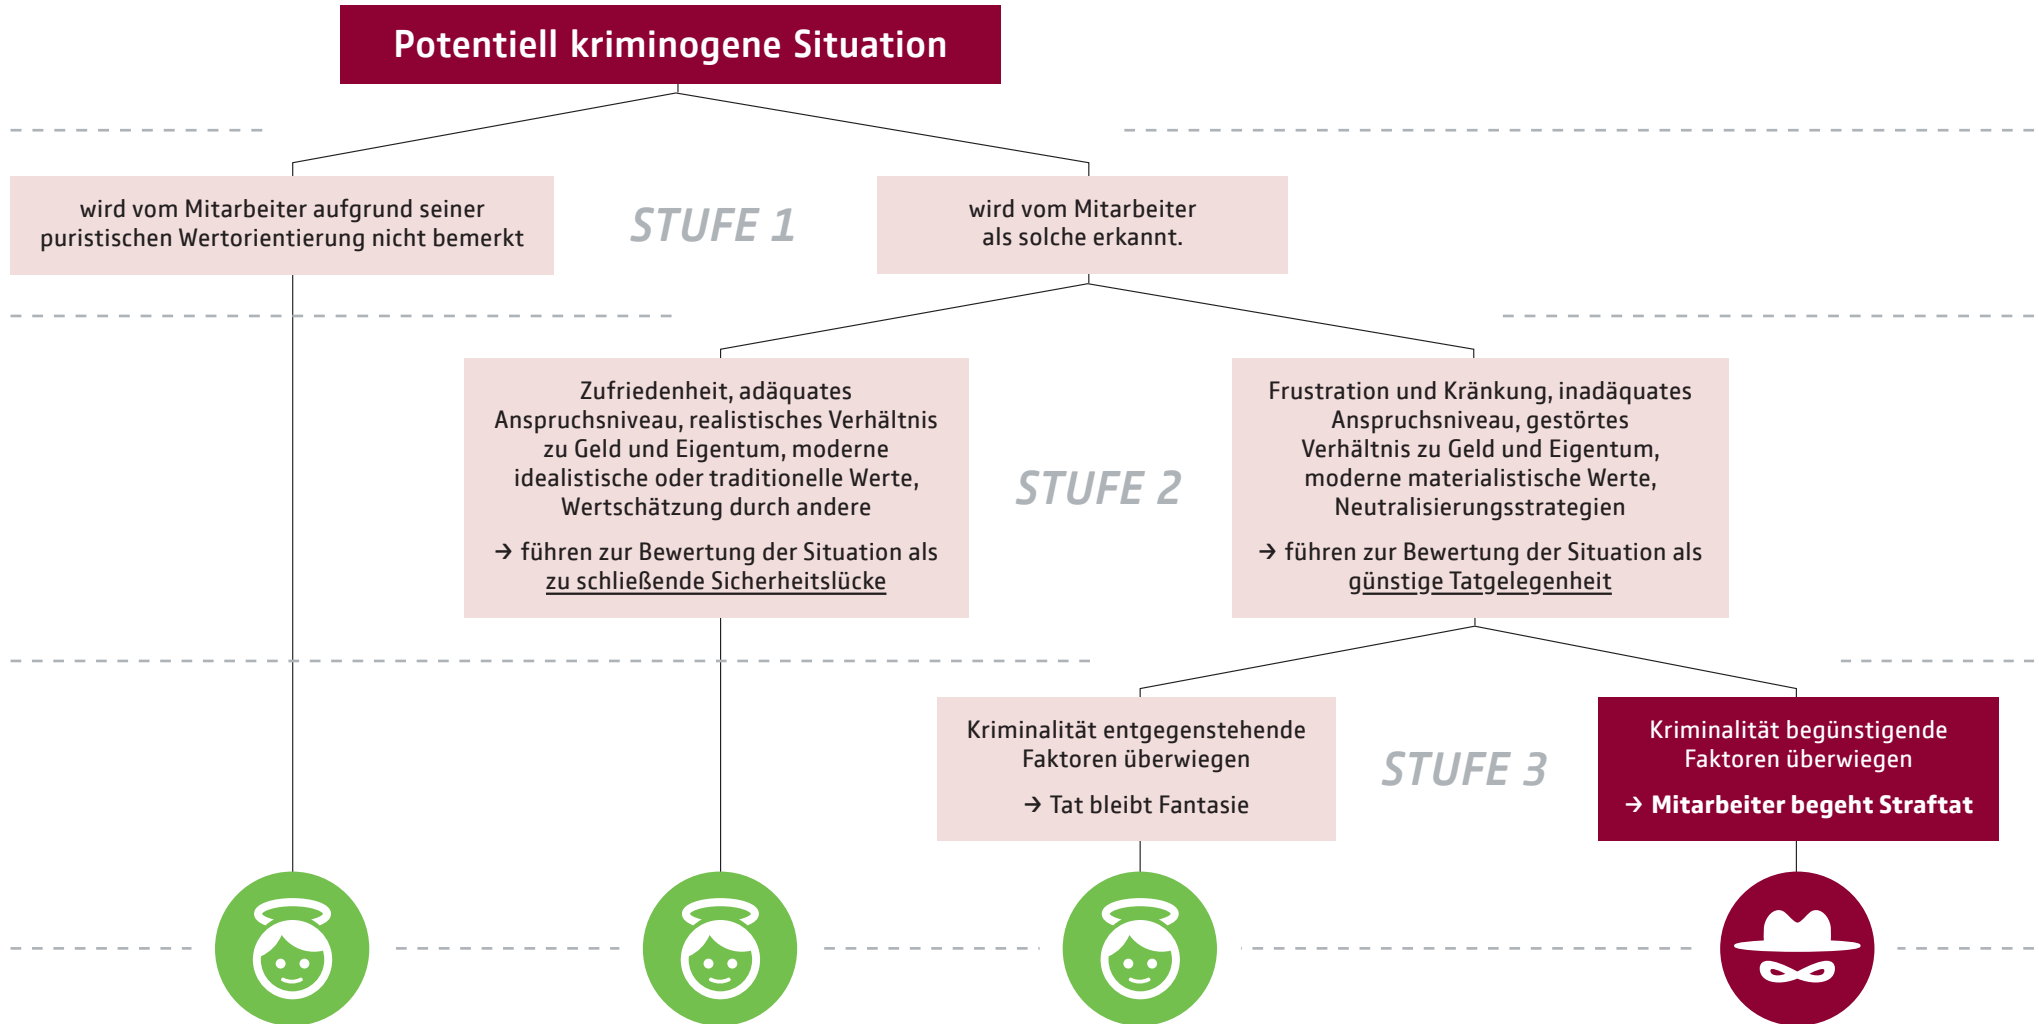 Potentiell kriminogene Situation
wird vom Mitarbeiter aufgrund seiner
puristischen Wertorientierung nicht bemerkt
STUFE 1
wird vom Mitarbeiter
als solche erkannt.
Zufriedenheit, adäquates
Anspruchsniveau, realistisches Verhältnis
zu Geld und Eigentum, moderne
idealistische oder traditionelle Werte,
Wertschätzung durch andere
→ führen zur Bewertung der Situation als
zu schließende Sicherheitslücke
STUFE 2
Frustration und Kränkung, inadäquates
Anspruchsniveau, gestörtes
Verhältnis zu Geld und Eigentum,
moderne materialistische Werte,
Neutralisierungsstrategien
→ führen zur Bewertung der Situation als
günstige Tatgelegenheit
Kriminalität entgegenstehende
Faktoren überwiegen
→ Tat bleibt Fantasie
STUFE 3
Kriminalität begünstigende
Faktoren überwiegen
→ Mitarbeiter begeht Straftat